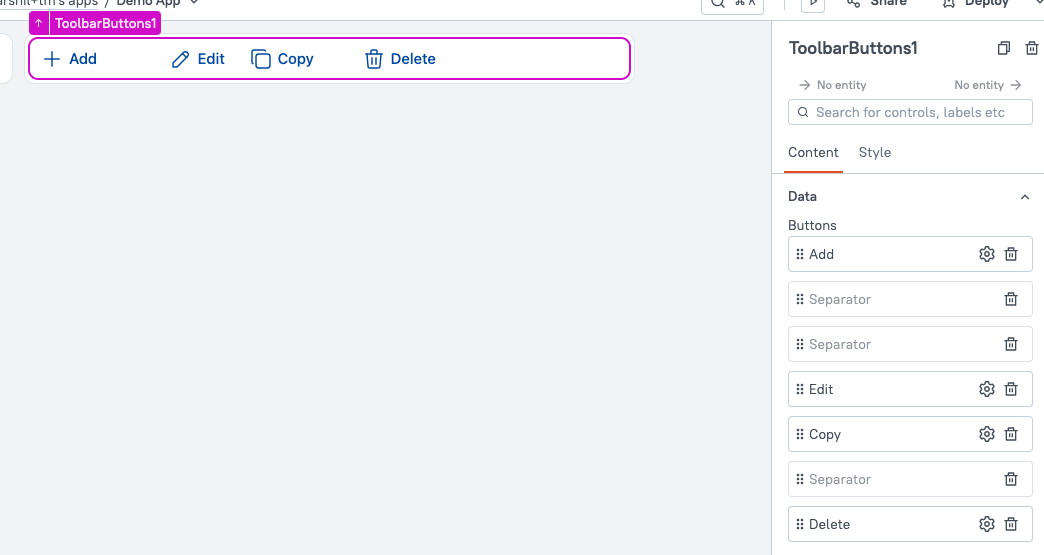 apps / Demo App
⌘ K
Share
Deploy
↑ ToolbarButtons1
Add Edit Copy Delete
ToolbarButtons1
→ No entity No entity →
Search for controls, labels etc
Content Style
Data
Buttons
Add
Separator
Separator
Edit
Copy
Separator
Delete